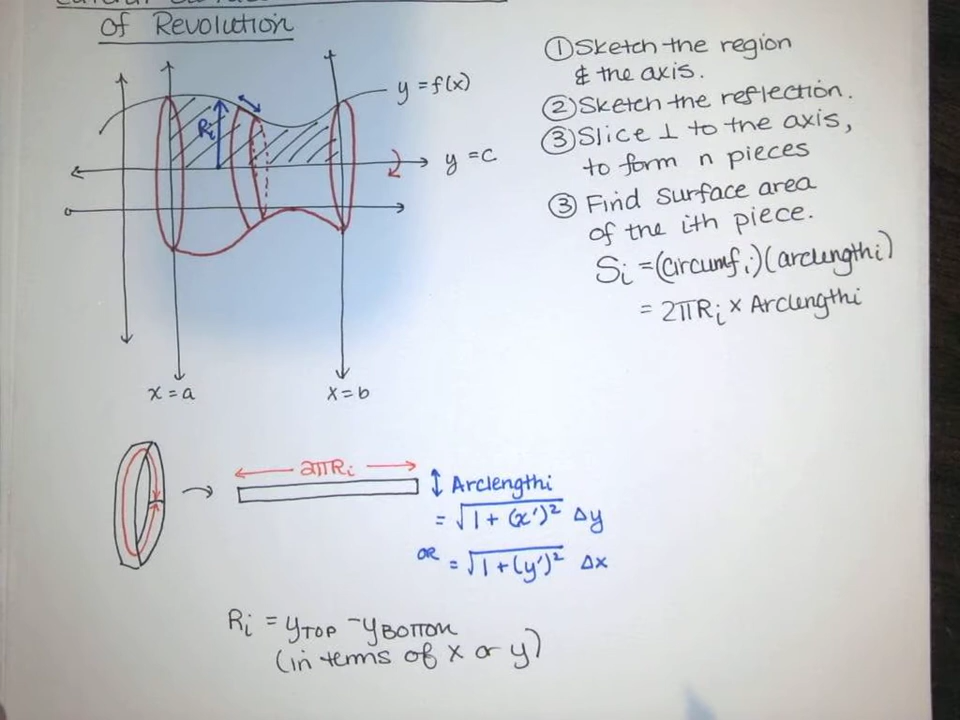 of Revolution
y = f(x)
Ri
y = c
x = a
x = b
① Sketch the region
& the axis.
② Sketch the reflection.
③ Slice ⊥ to the axis,
to form n pieces
③ Find surface area
of the ith piece.
Si = (circumf i)(arclengthi)
= 2πRi × Arclengthi
2πRi
Arclengthi
= √1 + (x')² Δy
OR = √1 + (y')² Δx
Ri = yTOP - yBOTTOM
(in terms of x or y)